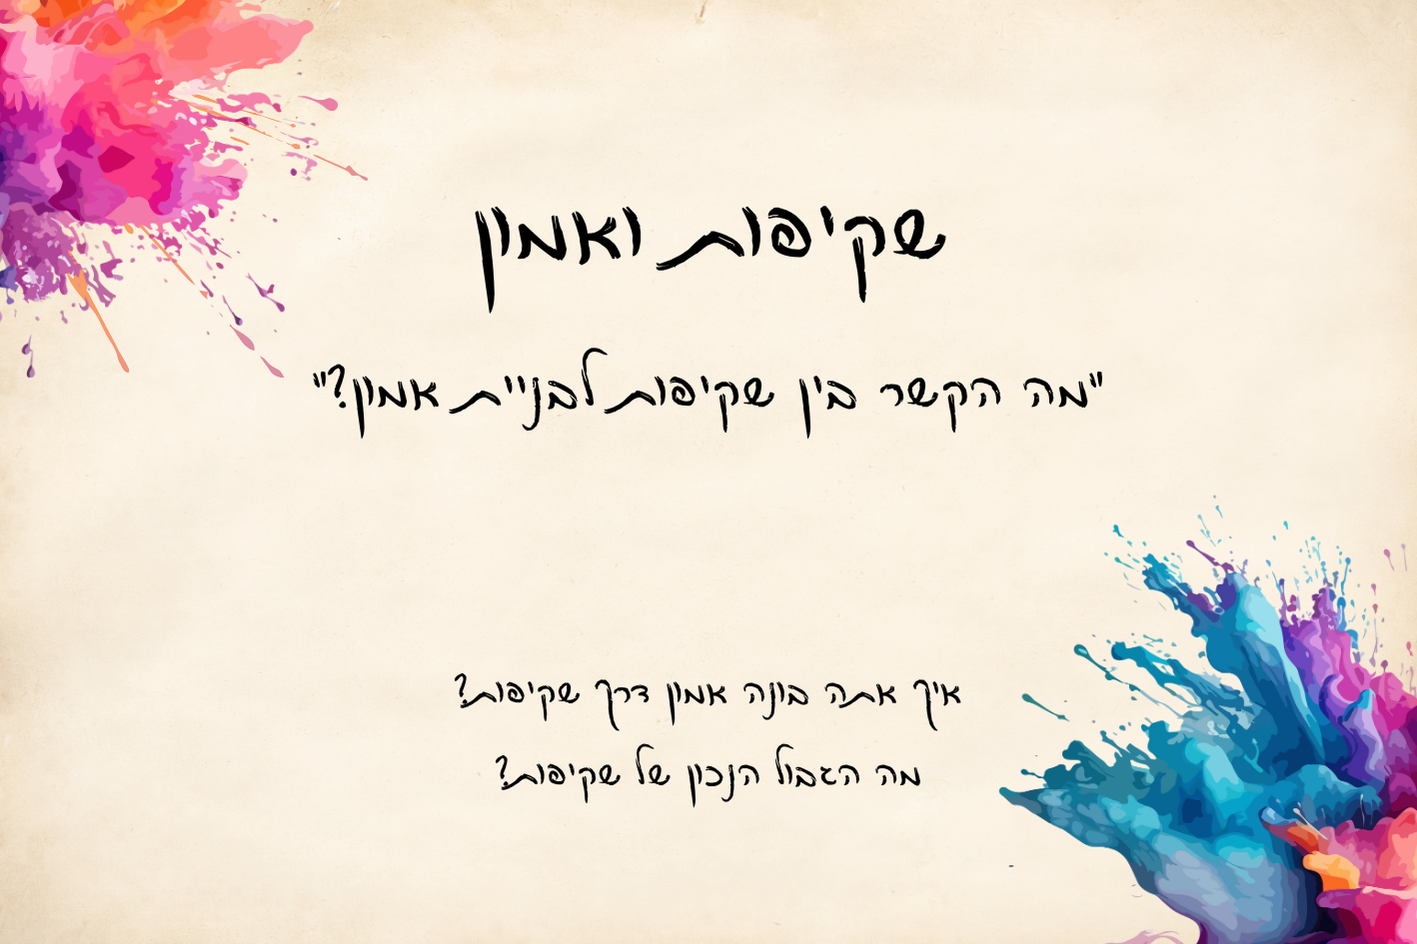 שקיפות ואמון
"מה הקשר בין שקיפות לבניית אמון?"
איך אתה בונה אמון דרך שקיפות?
מה הגבול הנכון של שקיפות?